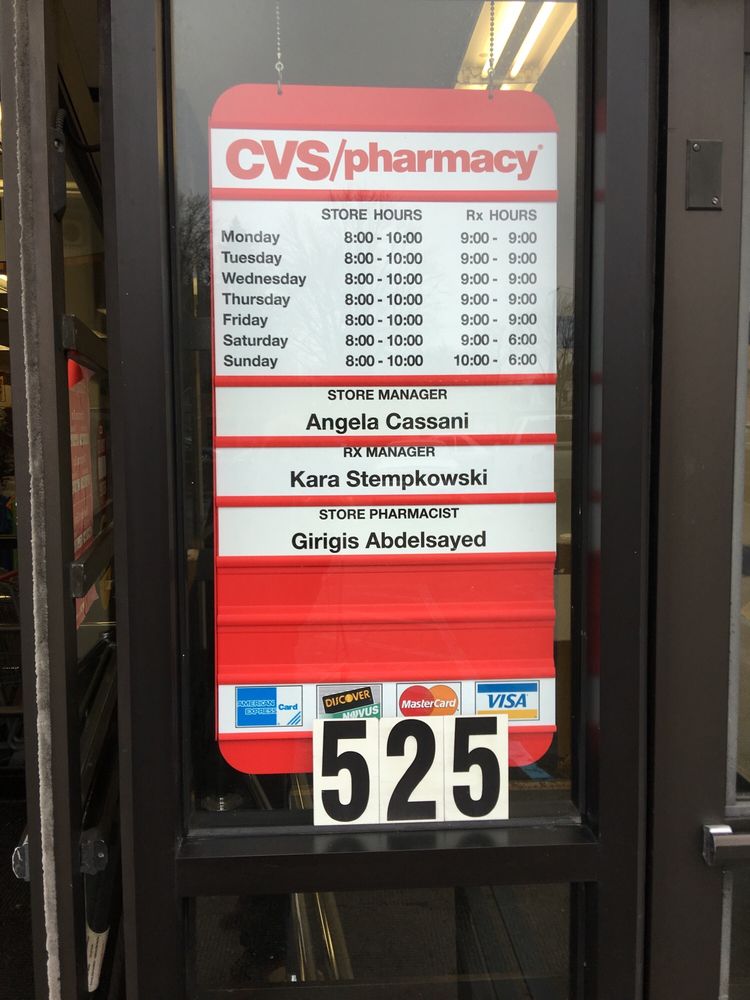 CVS/pharmacy®
STORE HOURS Rx HOURS
Monday 8:00 - 10:00 9:00 - 9:00
Tuesday 8:00 - 10:00 9:00 - 9:00
Wednesday 8:00 - 10:00 9:00 - 9:00
Thursday 8:00 - 10:00 9:00 - 9:00
Friday 8:00 - 10:00 9:00 - 9:00
Saturday 8:00 - 10:00 9:00 - 6:00
Sunday 8:00 - 10:00 10:00 - 6:00
STORE MANAGER
Angela Cassani
RX MANAGER
Kara Stempkowski
STORE PHARMACIST
Girigis Abdelsayed
AMERICAN EXPRESS Card
DISCOVER
NOVUS
MasterCard
VISA
525